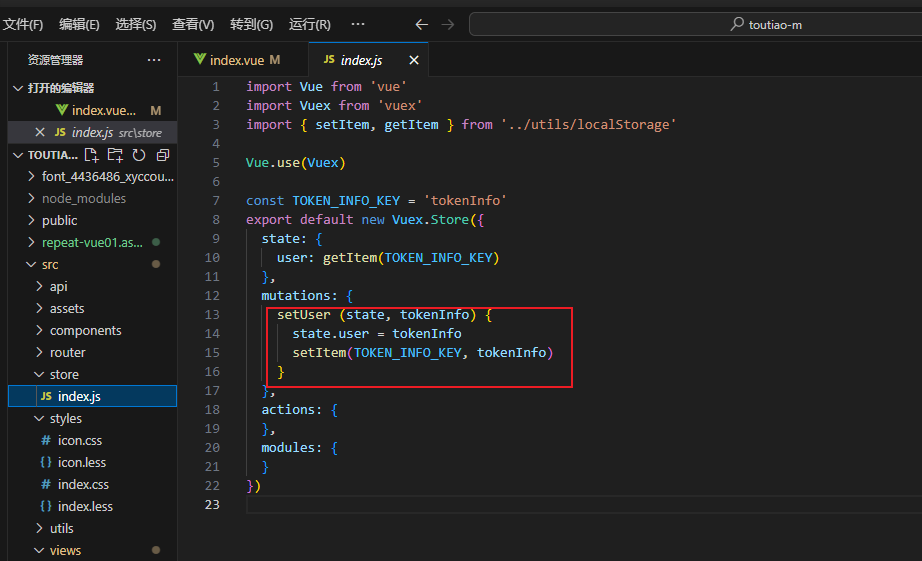 文件(F) 编辑(E) 选择(S) 查看(V) 转到(G) 运行(R) ··· ← → toutiao-m
资源管理器 ···
index.vue M
JS index.js ×
打开的编辑器
index.vue... M
× JS index.js src\store
TOUTIA...
font_4436486_xyccou...
node_modules
public
repeat-vue01.as...
src
api
assets
components
router
store
JS index.js
styles
# icon.css
{} icon.less
# index.css
{} index.less
utils
views
1 import Vue from 'vue'
2 import Vuex from 'vuex'
3 import { setItem, getItem } from '../utils/localStorage'
4
5 Vue.use(Vuex)
6
7 const TOKEN_INFO_KEY = 'tokenInfo'
8 export default new Vuex.Store({
9   state: {
10     user: getItem(TOKEN_INFO_KEY)
11   },
12   mutations: {
13     setUser (state, tokenInfo) {
14       state.user = tokenInfo
15       setItem(TOKEN_INFO_KEY, tokenInfo)
16     }
17   },
18   actions: {
19   },
20   modules: {
21   }
22 })
23